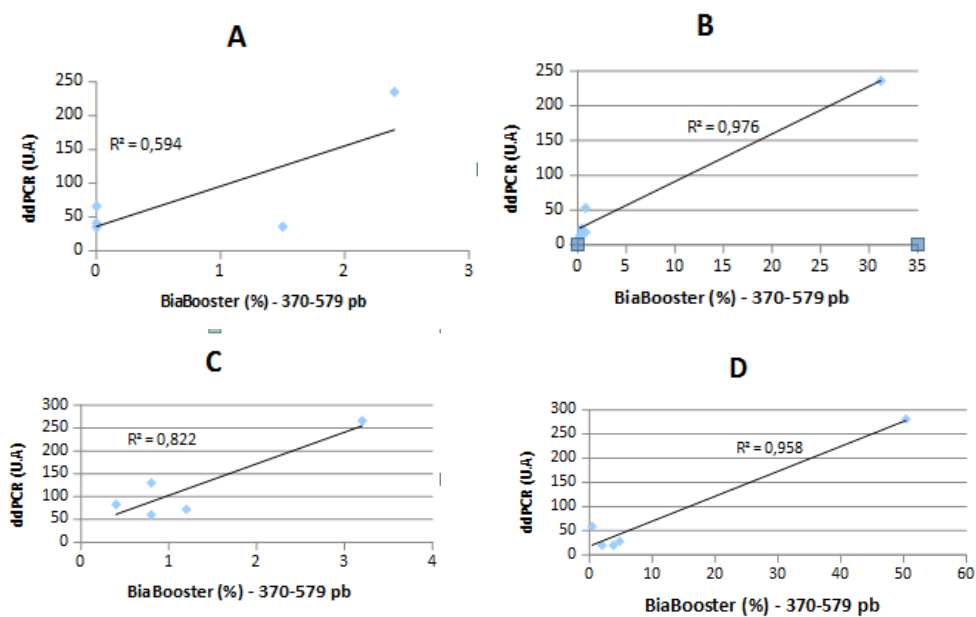 A
250
200
150
100
50
0
R² = 0,594
ddPCR (U.A)
0 1 2 3
BiaBooster (%) - 370-579 pb
B
250
200
150
100
50
0
R² = 0,976
ddPCR (U.A)
0 5 10 15 20 25 30 35
BiaBooster (%) - 370-579 pb
C
300
250
200
150
100
50
0
R² = 0,822
ddPCR (U.A)
0 1 2 3 4
BiaBooster (%) - 370-579 pb
D
300
250
200
150
100
50
0
R² = 0,958
ddPCR (U.A)
0 10 20 30 40 50 60
BiaBooster (%) - 370-579 pb